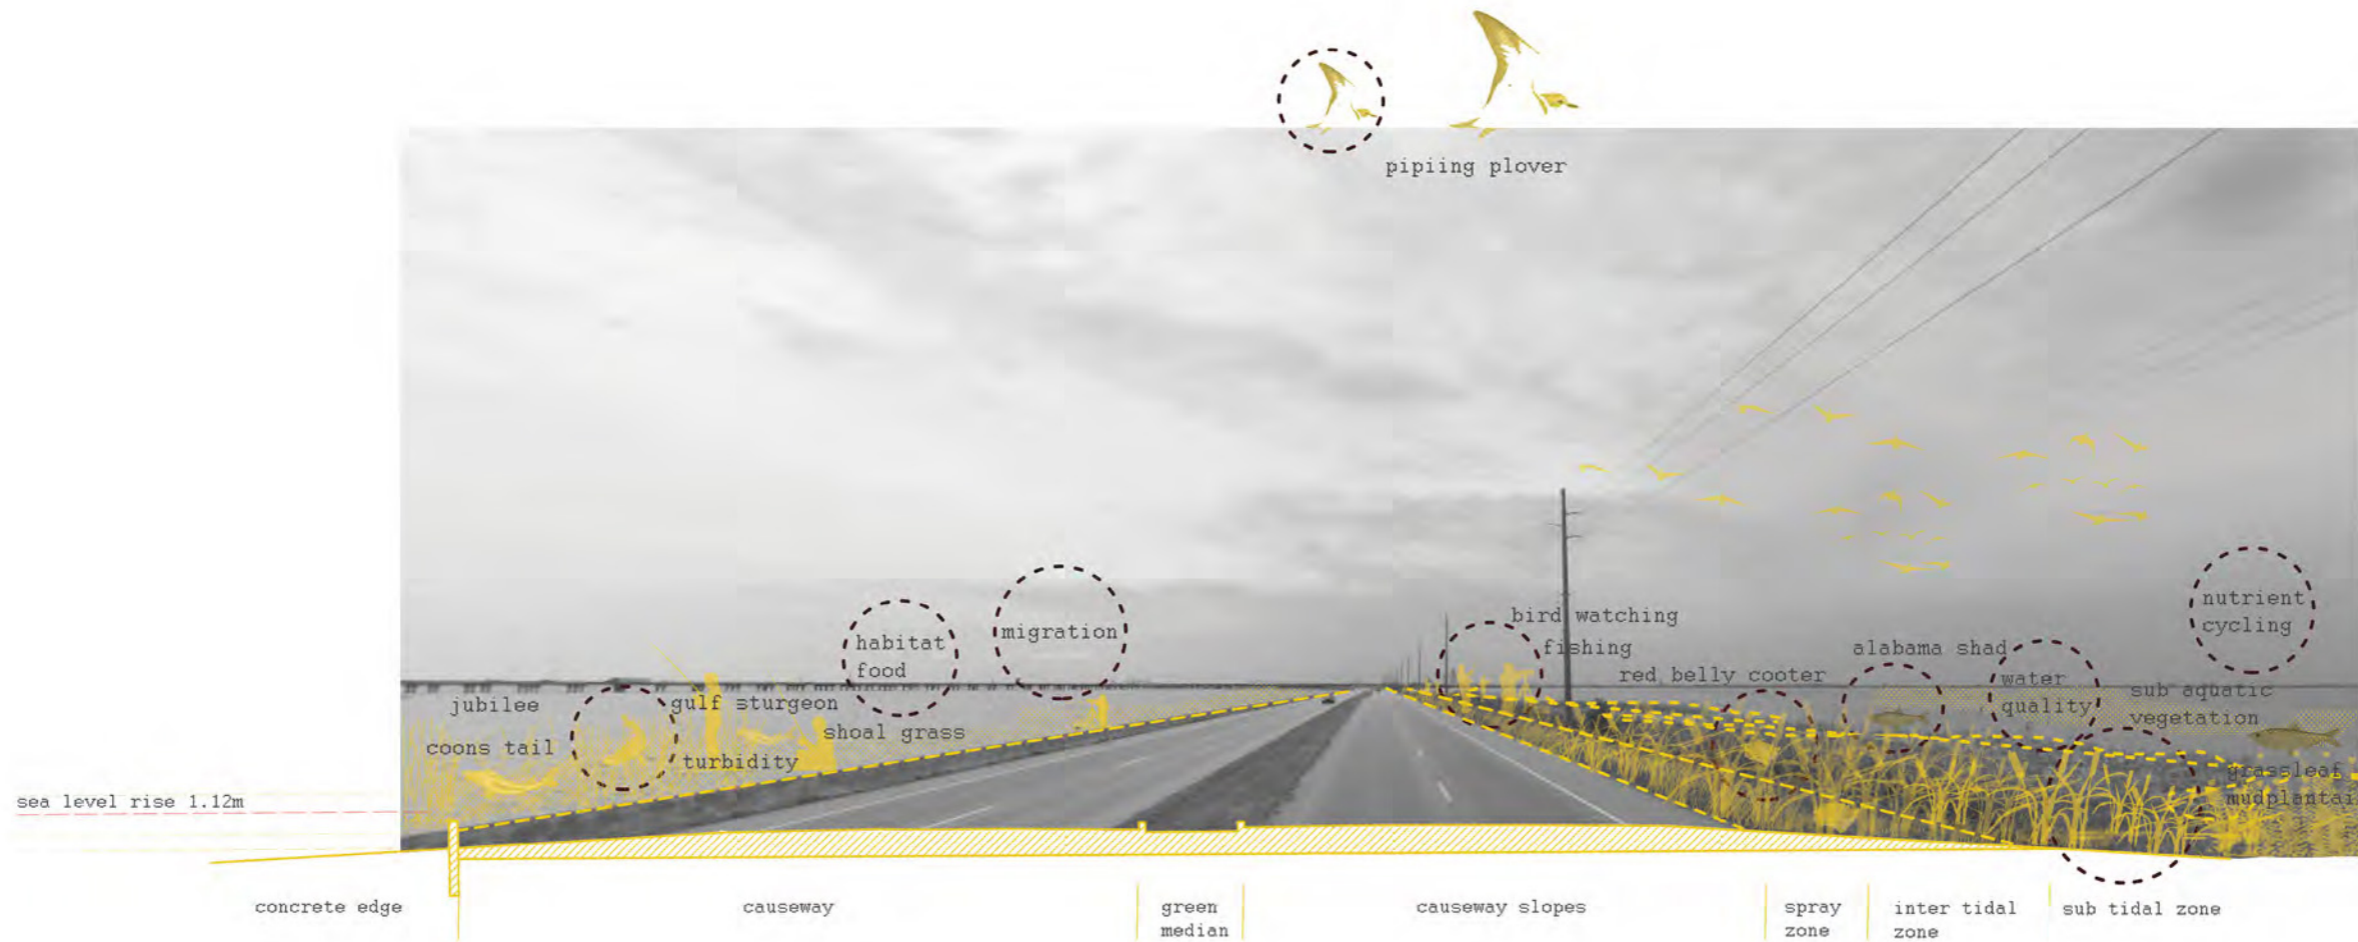 pipiing plover
bird watching
fishing
nutrient
cycling
habitat
food
migration
alabama shad
red belly cooter
water
quality
sub aquatic
vegetation
jubilee
gulf sturgeon
shoal grass
coons tail
turbidity
grassleaf
mudplantai
sea level rise 1.12m
concrete edge
causeway
green
median
causeway slopes
spray
zone
inter tidal
zone
sub tidal zone